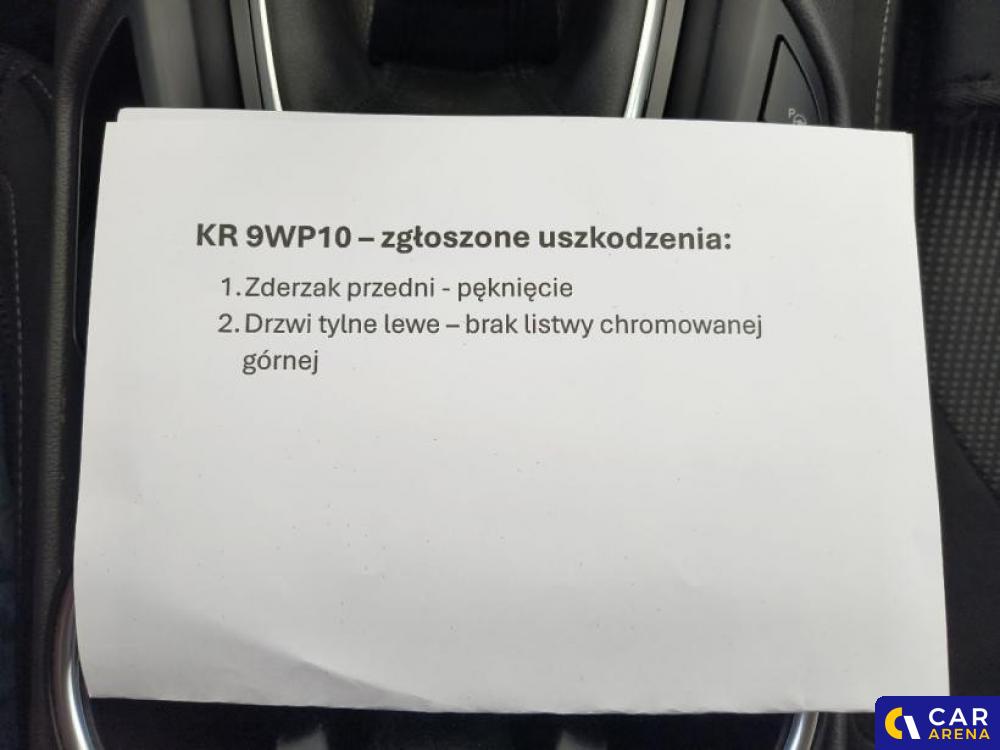 KR 9WP10 – zgłoszone uszkodzenia:
1. Zderzak przedni - pęknięcie
2. Drzwi tylne lewe – brak listwy chromowanej
górnej
P
CAR
ARENA